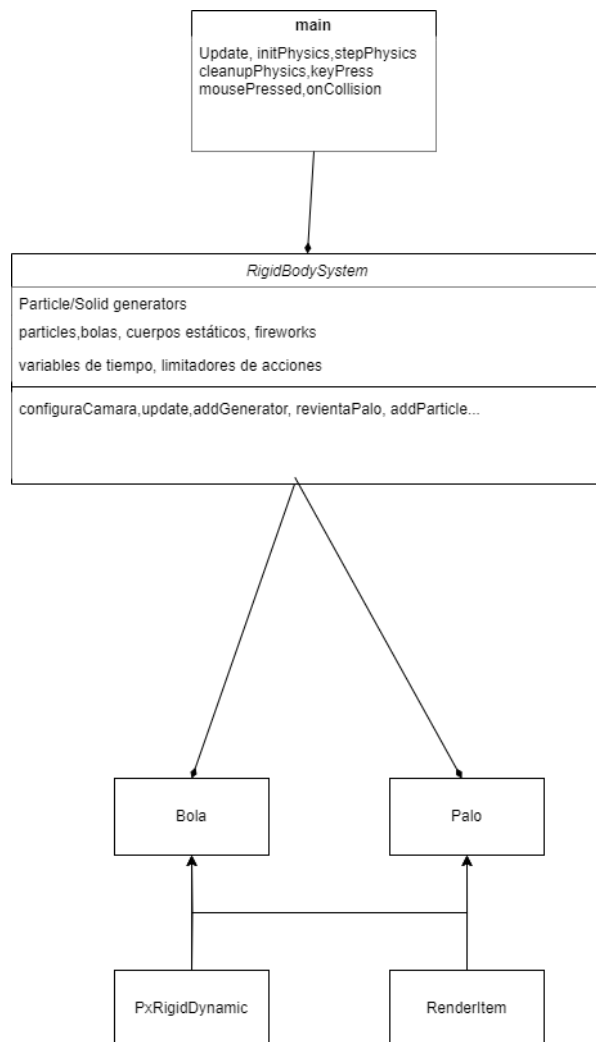 main
Update, initPhysics,stepPhysics
cleanupPhysics,keyPress
mousePressed,onCollision
RigidBodySystem
Particle/Solid generators
particles,bolas, cuerpos estáticos, fireworks
variables de tiempo, limitadores de acciones
configuraCamara,update,addGenerator, revientaPalo, addParticle...
Bola
Palo
PxRigidDynamic
RenderItem